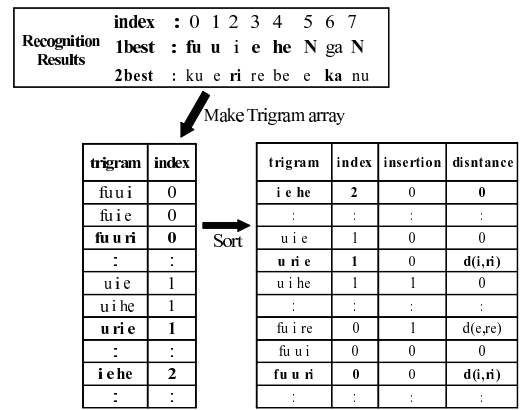 index : 0 1 2 3 4 5 6 7
Recognition Results
1best : fu u i e he N ga N
2best : ku e ri re be e ka nu
Make Trigram array
trigram index
fu u i 0
fu i e 0
fu u ri 0
: :
u i e 1
u i he 1
u ri e 1
: :
i e he 2
: :
Sort
trigram index insertion disntance
i e he 2 0 0
: : : :
u i e 1 0 0
u ri e 1 0 d(i,ri)
u i he 1 1 0
: : : :
fu i re 0 1 d(e,re)
fu u i 0 0 0
fu u ri 0 0 d(i,ri)
: : : :